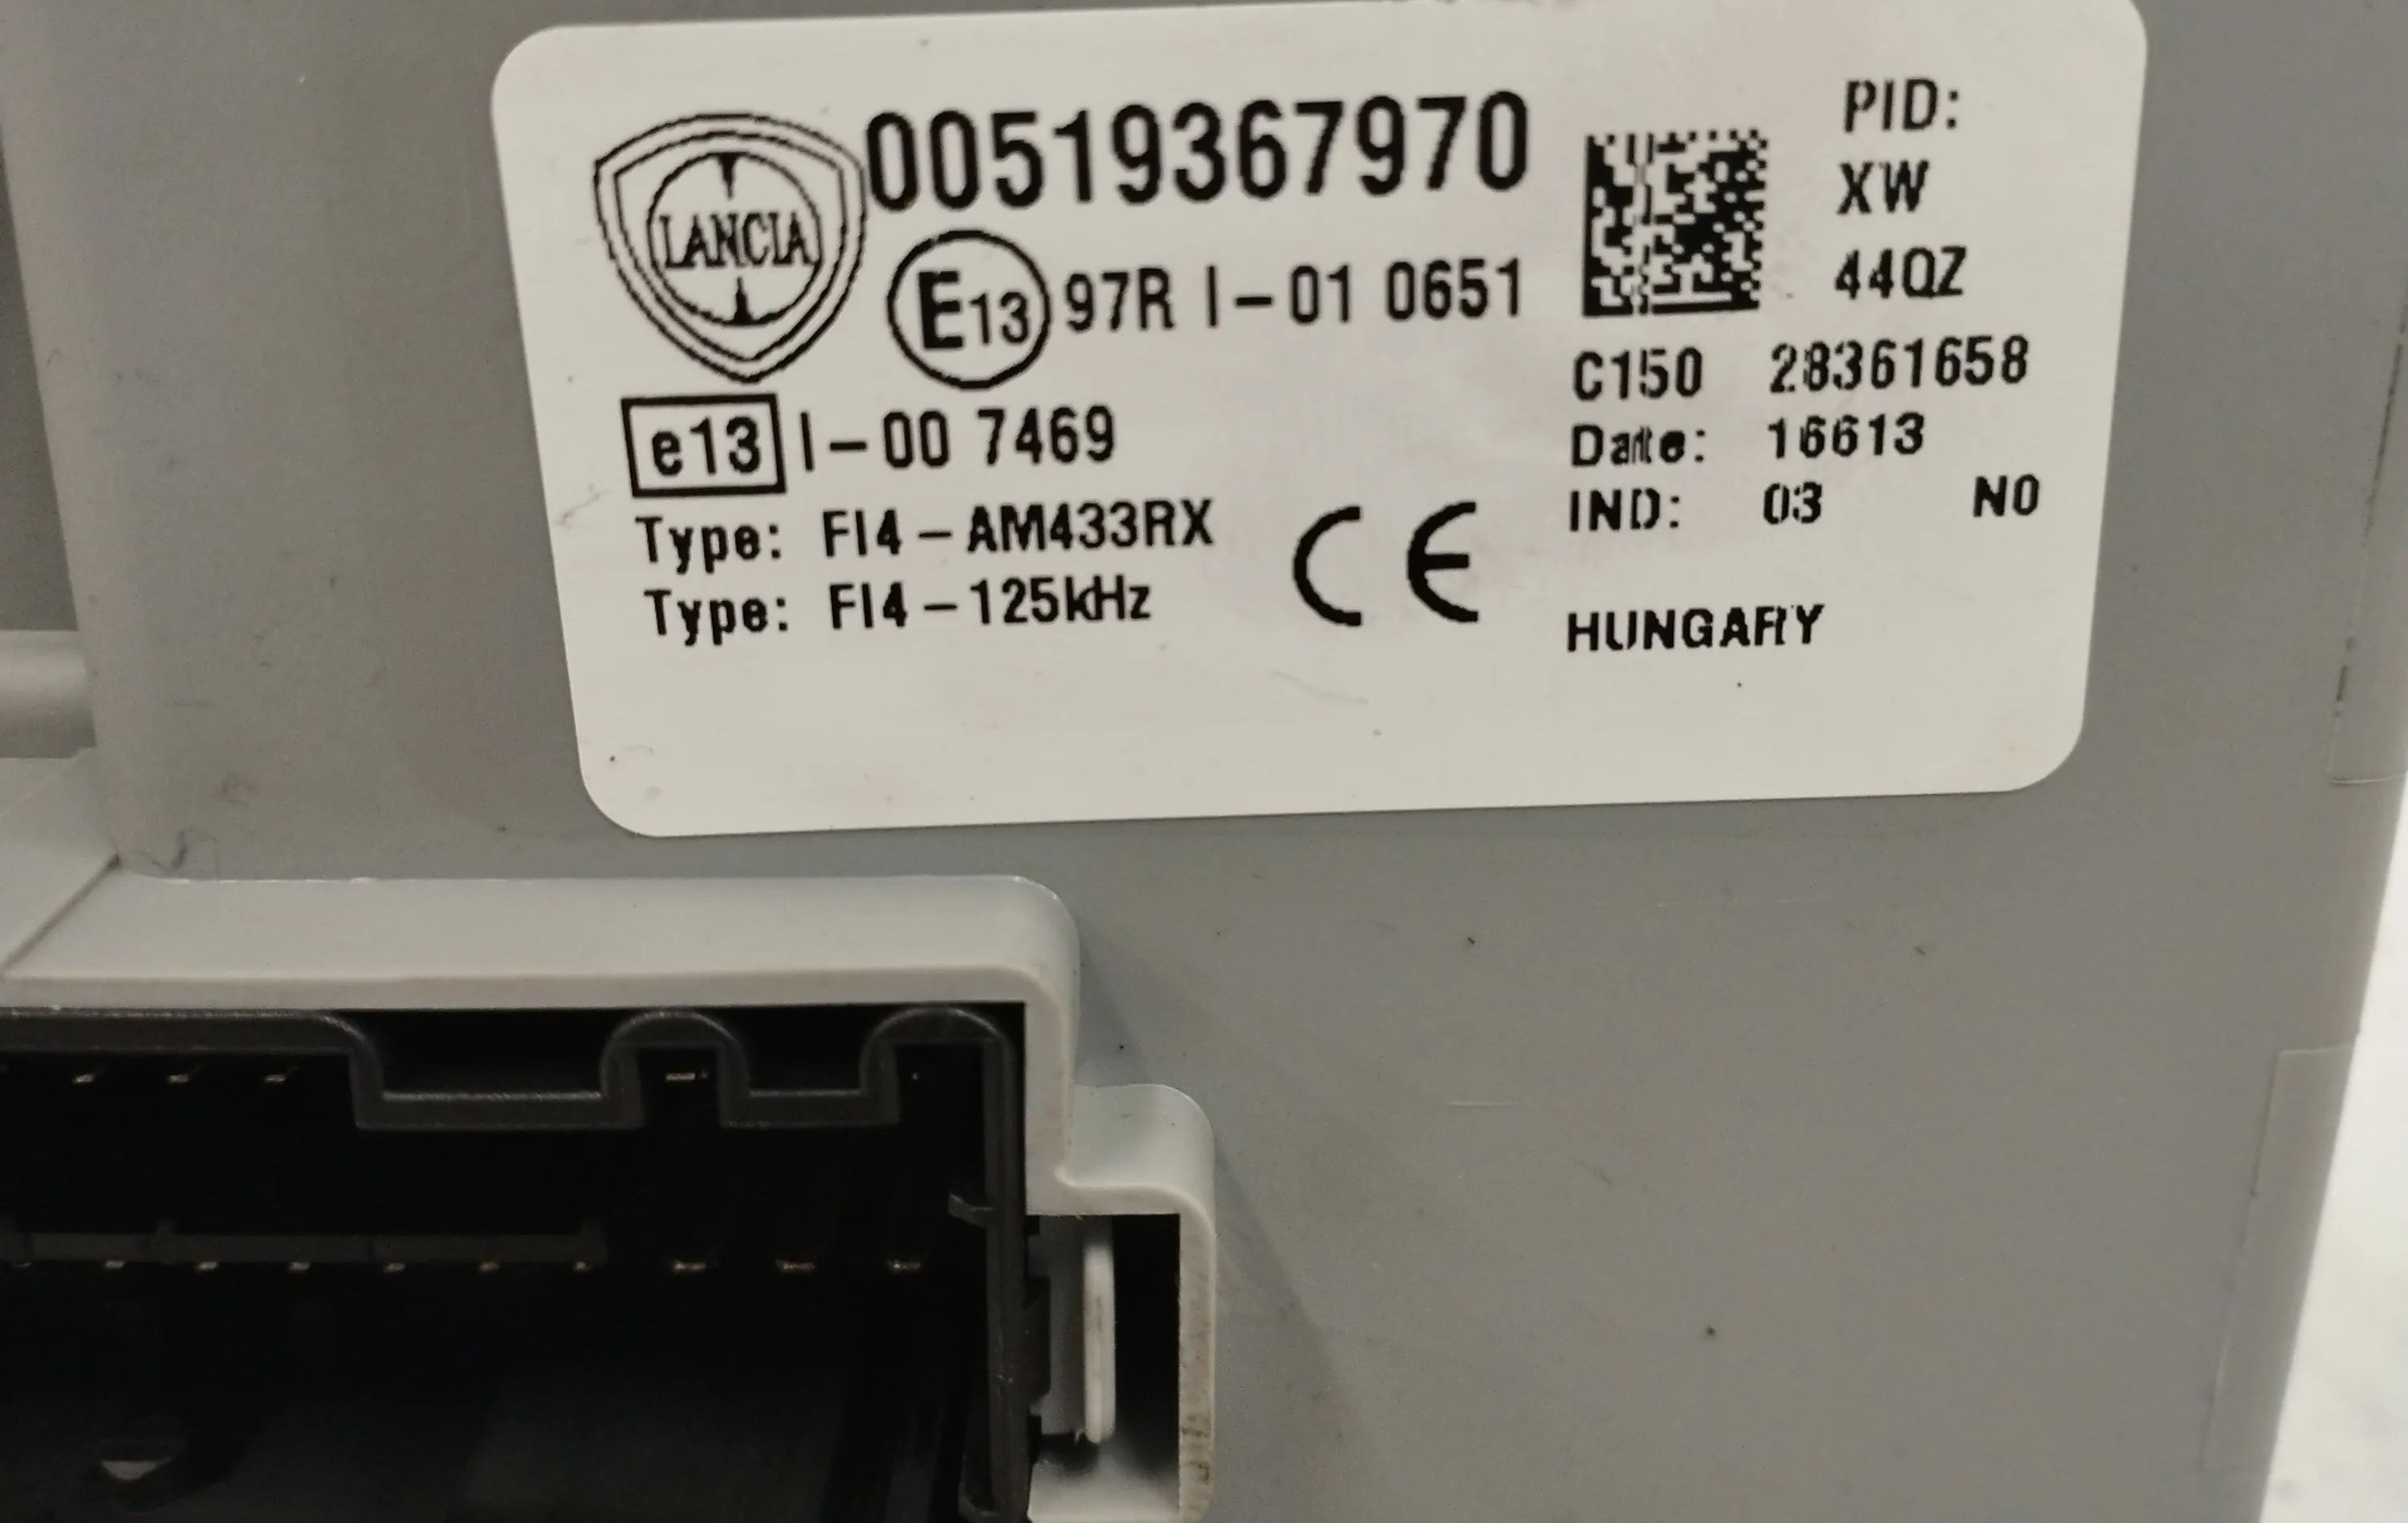 LANCIA
00519367970
E13 97R I-01 0651
e13 I-00 7469
Type: FI4-AM433RX
Type: FI4-125kHz
CE
PID:
XW
44QZ
C150 28361658
Date: 16613
IND: 03 N0
HUNGARY